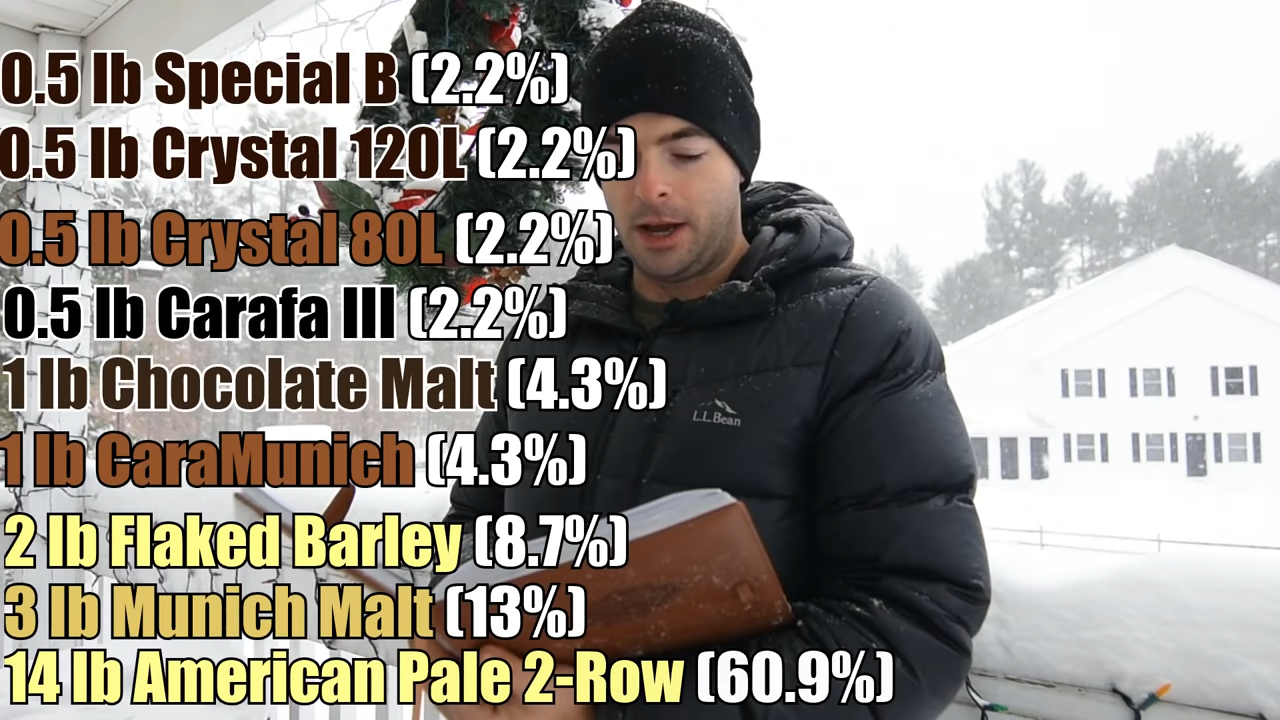 0.5 lb Special B (2.2%)
0.5 lb Crystal 120L (2.2%)
0.5 lb Crystal 80L (2.2%)
0.5 lb Carafa III (2.2%)
1 lb Chocolate Malt (4.3%)
1 lb CaraMunich (4.3%)
L.L.Bean
2 lb Flaked Barley (8.7%)
3 lb Munich Malt (13%)
14 lb American Pale 2-Row (60.9%)